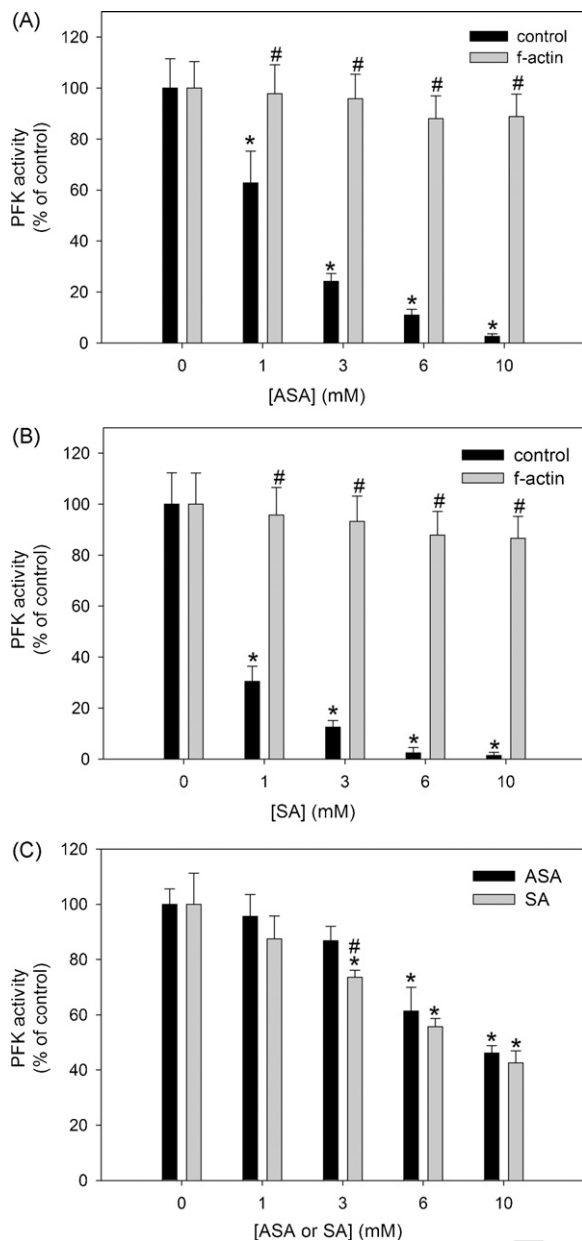 (A)
120
100
80
60
40
20
0
PFK activity
(% of control)
control
f-actin
#
#
#
#
*
*
*
*
0 1 3 6 10
[ASA] (mM)
(B)
120
100
80
60
40
20
0
PFK activity
(% of control)
control
f-actin
#
#
#
#
*
*
*
*
0 1 3 6 10
[SA] (mM)
(C)
120
100
80
60
40
20
0
PFK activity
(% of control)
ASA
SA
#
*
*
*
*
*
0 1 3 6 10
[ASA or SA] (mM)